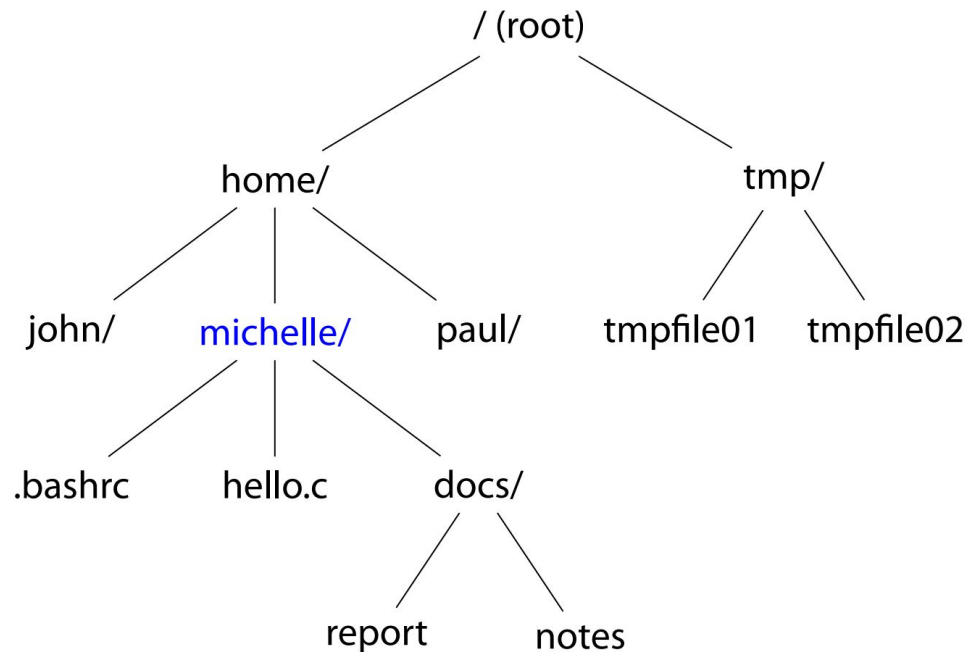 / (root)
home/
tmp/
john/
michelle/
paul/
tmpfile01
tmpfile02
.bashrc
hello.c
docs/
report
notes